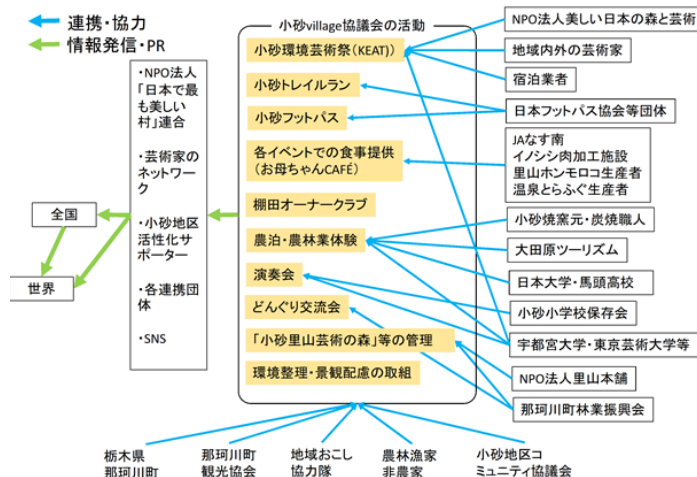 連携・協力
情報発信・PR
小砂village協議会の活動
小砂環境芸術祭(KEAT))
小砂トレイルラン
小砂フットパス
各イベントでの食事提供
(お母ちゃんCAFÉ)
棚田オーナークラブ
農泊・農林業体験
演奏会
どんぐり交流会
「小砂里山芸術の森」等の管理
環境整理・景観配慮の取組
・NPO法人
「日本で最
も美しい
村」連合
・芸術家の
ネットワー
ク
・小砂地区
活性化サ
ポーター
・各連携団
体
・SNS
全国
世界
NPO法人美しい日本の森と芸術
地域内外の芸術家
宿泊業者
日本フットパス協会等団体
JAなす南
イノシシ肉加工施設
里山ホンモロコ生産者
温泉とらふぐ生産者
小砂焼窯元・炭焼職人
大田原ツーリズム
日本大学・馬頭高校
小砂小学校保存会
宇都宮大学・東京芸術大学等
NPO法人里山本舗
那珂川町林業振興会
栃木県
那珂川町
那珂川町
観光協会
地域おこし
協力隊
農林漁家
非農家
小砂地区コ
ミュニティ協議会